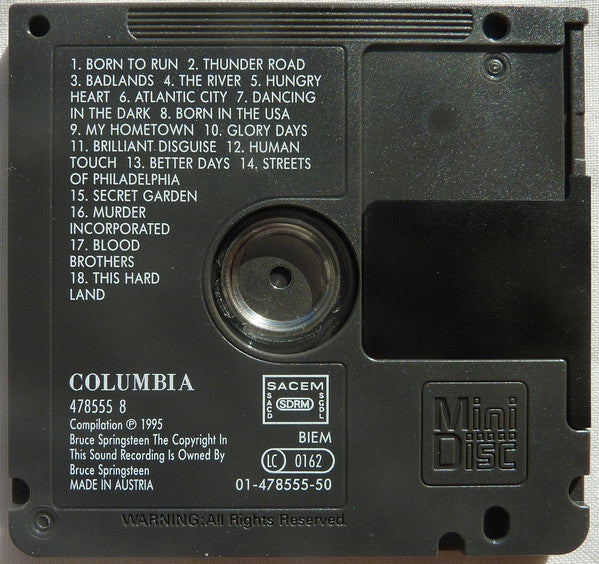 1. BORN TO RUN 2. THUNDER ROAD
3. BADLANDS 4. THE RIVER 5. HUNGRY
HEART 6. ATLANTIC CITY 7. DANCING
IN THE DARK 8. BORN IN THE USA
9. MY HOMETOWN 10. GLORY DAYS
11. BRILLIANT DISGUISE 12. HUMAN
TOUCH 13. BETTER DAYS 14. STREETS
OF PHILADELPHIA
15. SECRET GARDEN
16. MURDER
INCORPORATED
17. BLOOD
BROTHERS
18. THIS HARD
LAND
COLUMBIA
478555 8
Compilation ℗ 1995
Bruce Springsteen The Copyright In
This Sound Recording Is Owned By
Bruce Springsteen
MADE IN AUSTRIA
SACEM
SACD
SDRM
SGDL
BIEM
LC 0162
01-478555-50
Mini
Disc
WARNING: All Rights Reserved.